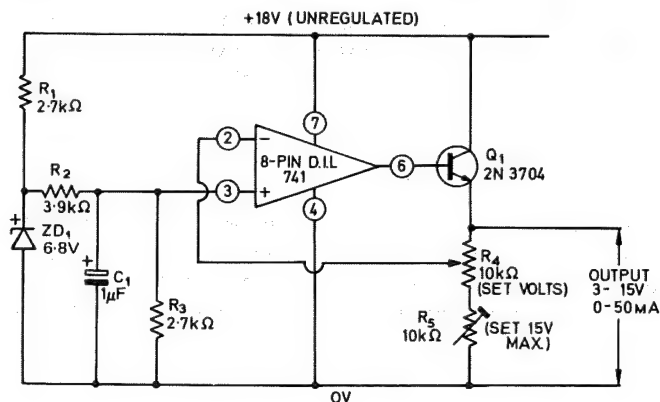 +18V (UNREGULATED)
R1
2·7kΩ
R2
3·9kΩ
+
ZD1
6·8V
+
C1
1μF
R3
2·7kΩ
2
−
3
+
7
8-PIN D.I.L
741
4
6
Q1
2N 3704
R4
10kΩ
(SET VOLTS)
R5
10kΩ
(SET 15V
MAX.)
OUTPUT
3- 15V
0-50MA
0V